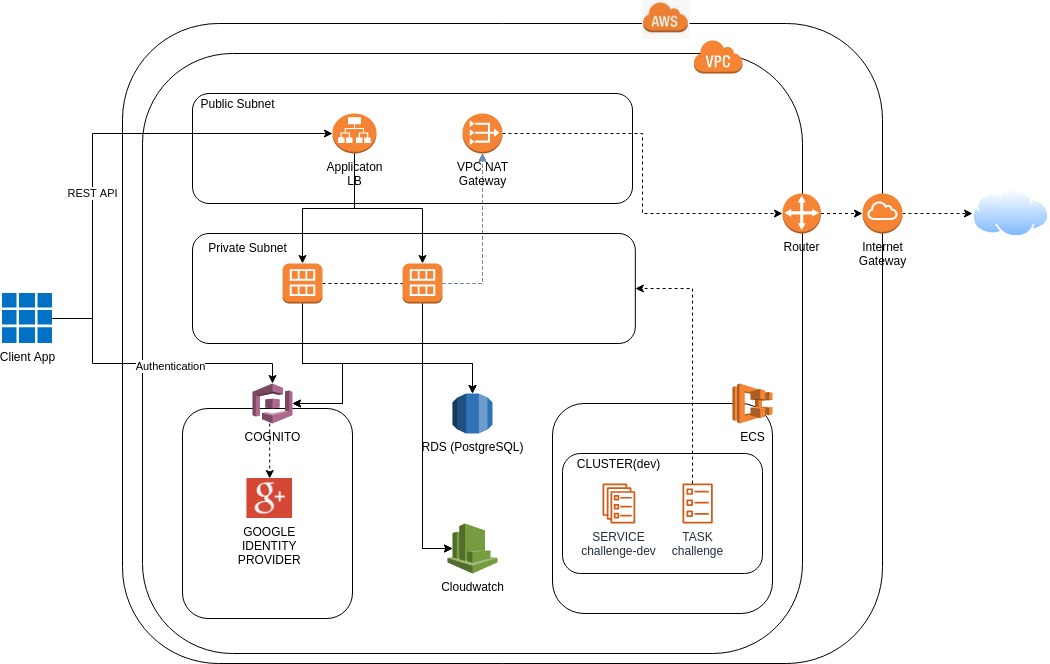 AWS
VPC
Public Subnet
Applicaton
LB
VPC NAT
Gateway
REST API
Private Subnet
Router
Internet
Gateway
Client App
Authentication
COGNITO
RDS (PostgreSQL)
ECS
CLUSTER(dev)
g+
GOOGLE
IDENTITY
PROVIDER
SERVICE
challenge-dev
TASK
challenge
Cloudwatch